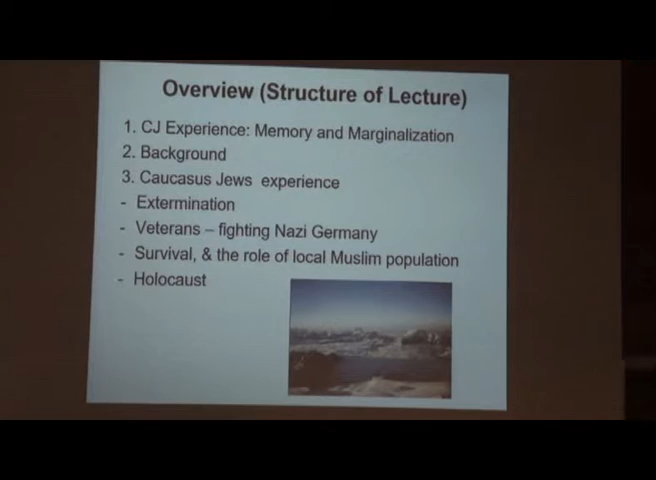 Overview (Structure of Lecture)
1. CJ Experience: Memory and Marginalization
2. Background
3. Caucasus Jews experience
- Extermination
- Veterans – fighting Nazi Germany
- Survival, & the role of local Muslim population
- Holocaust